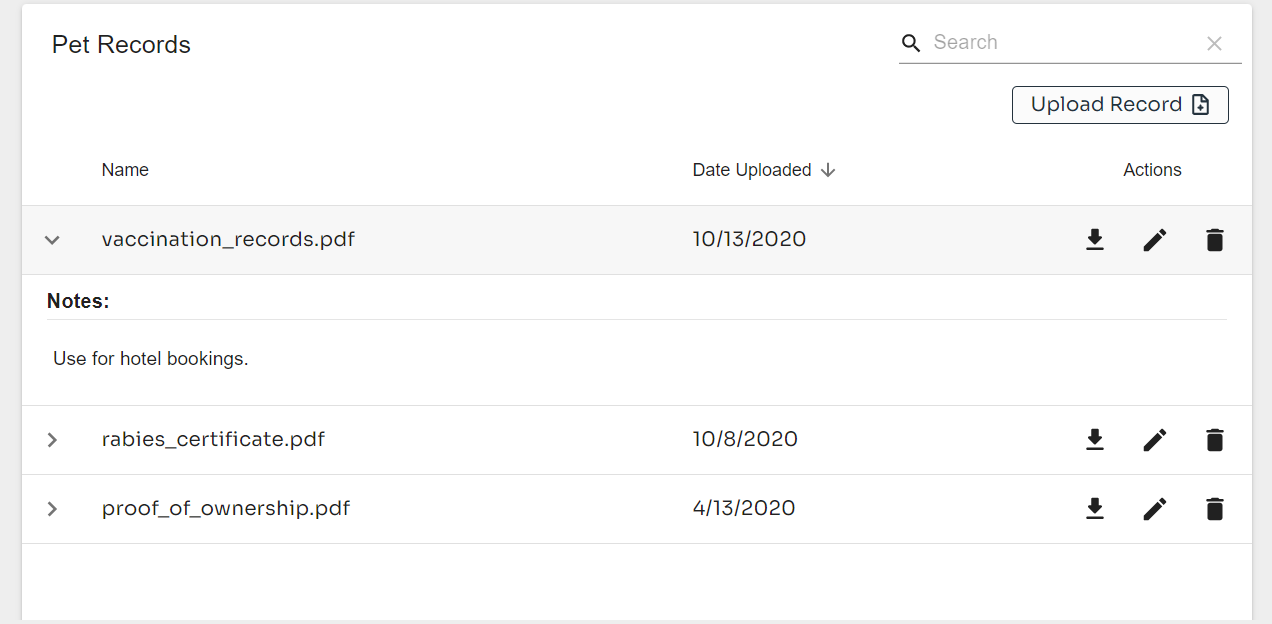 Pet Records
Search
Upload Record
Name Date Uploaded Actions
vaccination_records.pdf 10/13/2020
Notes:
Use for hotel bookings.
rabies_certificate.pdf 10/8/2020
proof_of_ownership.pdf 4/13/2020